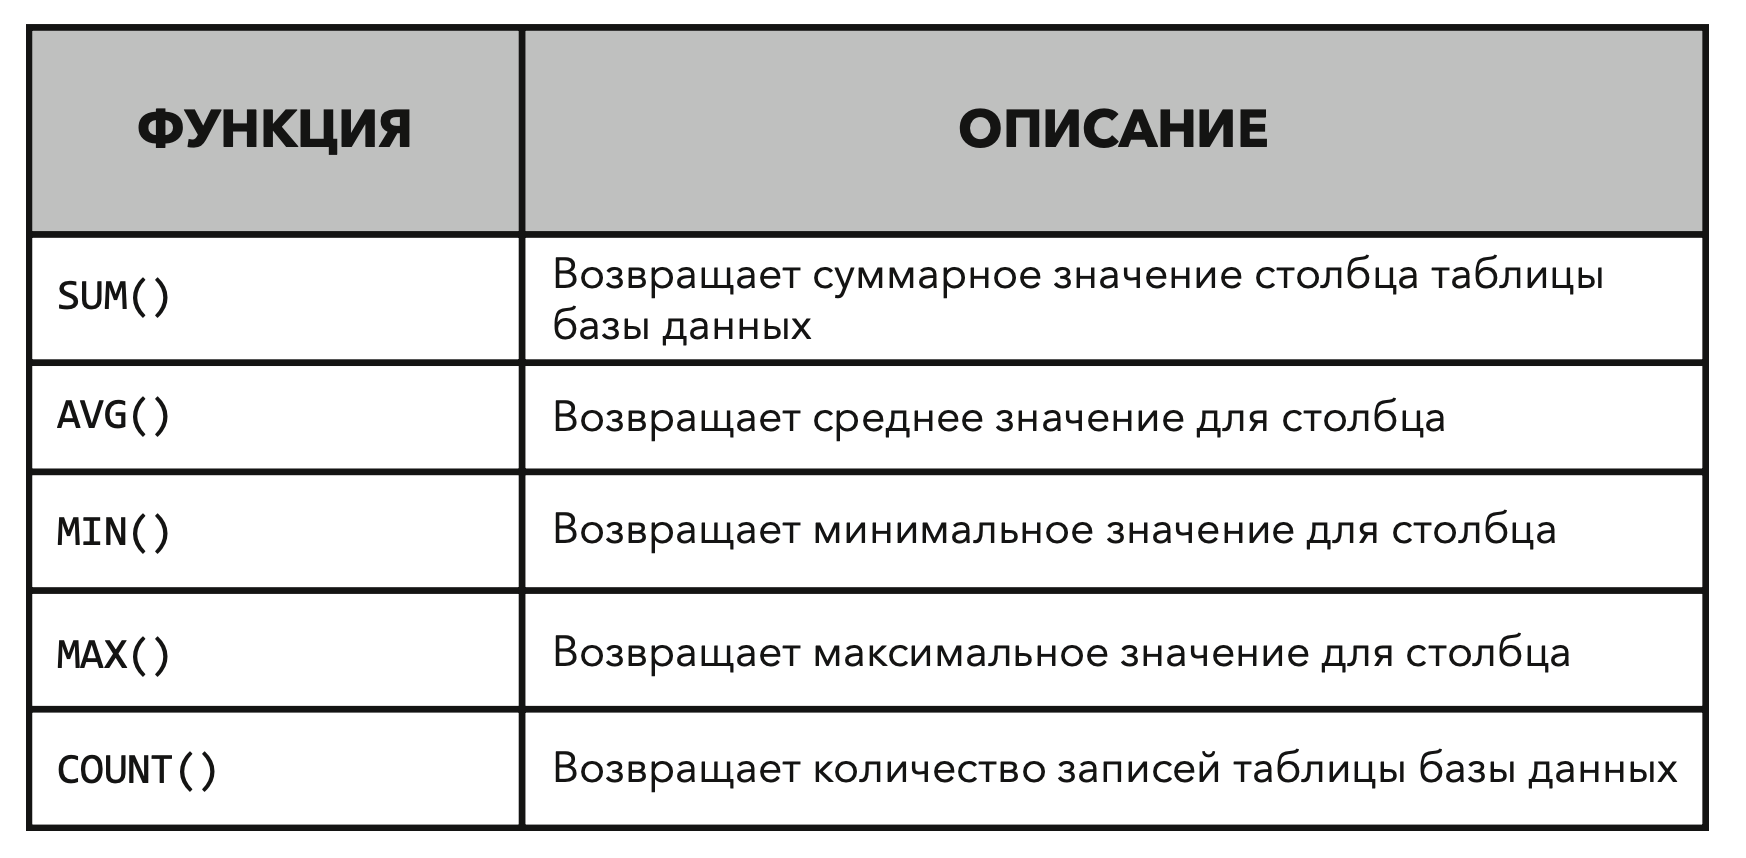 ФУНКЦИЯ
ОПИСАНИЕ
SUM()
Возвращает суммарное значение столбца таблицы
базы данных
AVG()
Возвращает среднее значение для столбца
MIN()
Возвращает минимальное значение для столбца
MAX()
Возвращает максимальное значение для столбца
COUNT()
Возвращает количество записей таблицы базы данных